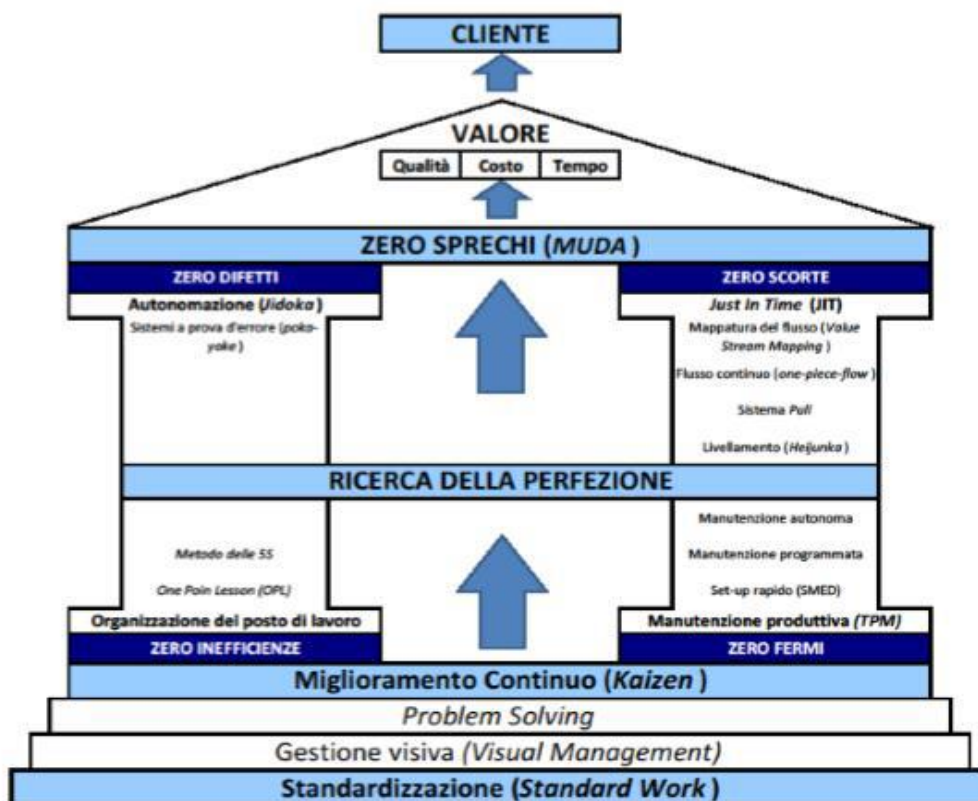 CLIENTE
VALORE
Qualità Costo Tempo
ZERO SPRECHI (MUDA )
ZERO DIFETTI
Autonomazione (Jidoka )
Sistemi a prova d'errore (poka-
yoke )
ZERO SCORTE
Just In Time (JIT)
Mappatura del flusso (Value
Stream Mapping )
Flusso continuo (one-piece-flow )
Sistema Pull
Livellamento (Heijunka )
RICERCA DELLA PERFEZIONE
Metodo delle 5S
One Poin Lesson (OPL)
Organizzazione del posto di lavoro
ZERO INEFFICIENZE
Manutenzione autonoma
Manutenzione programmata
Set-up rapido (SMED)
Manutenzione produttiva (TPM)
ZERO FERMI
Miglioramento Continuo (Kaizen )
Problem Solving
Gestione visiva (Visual Management)
Standardizzazione (Standard Work )